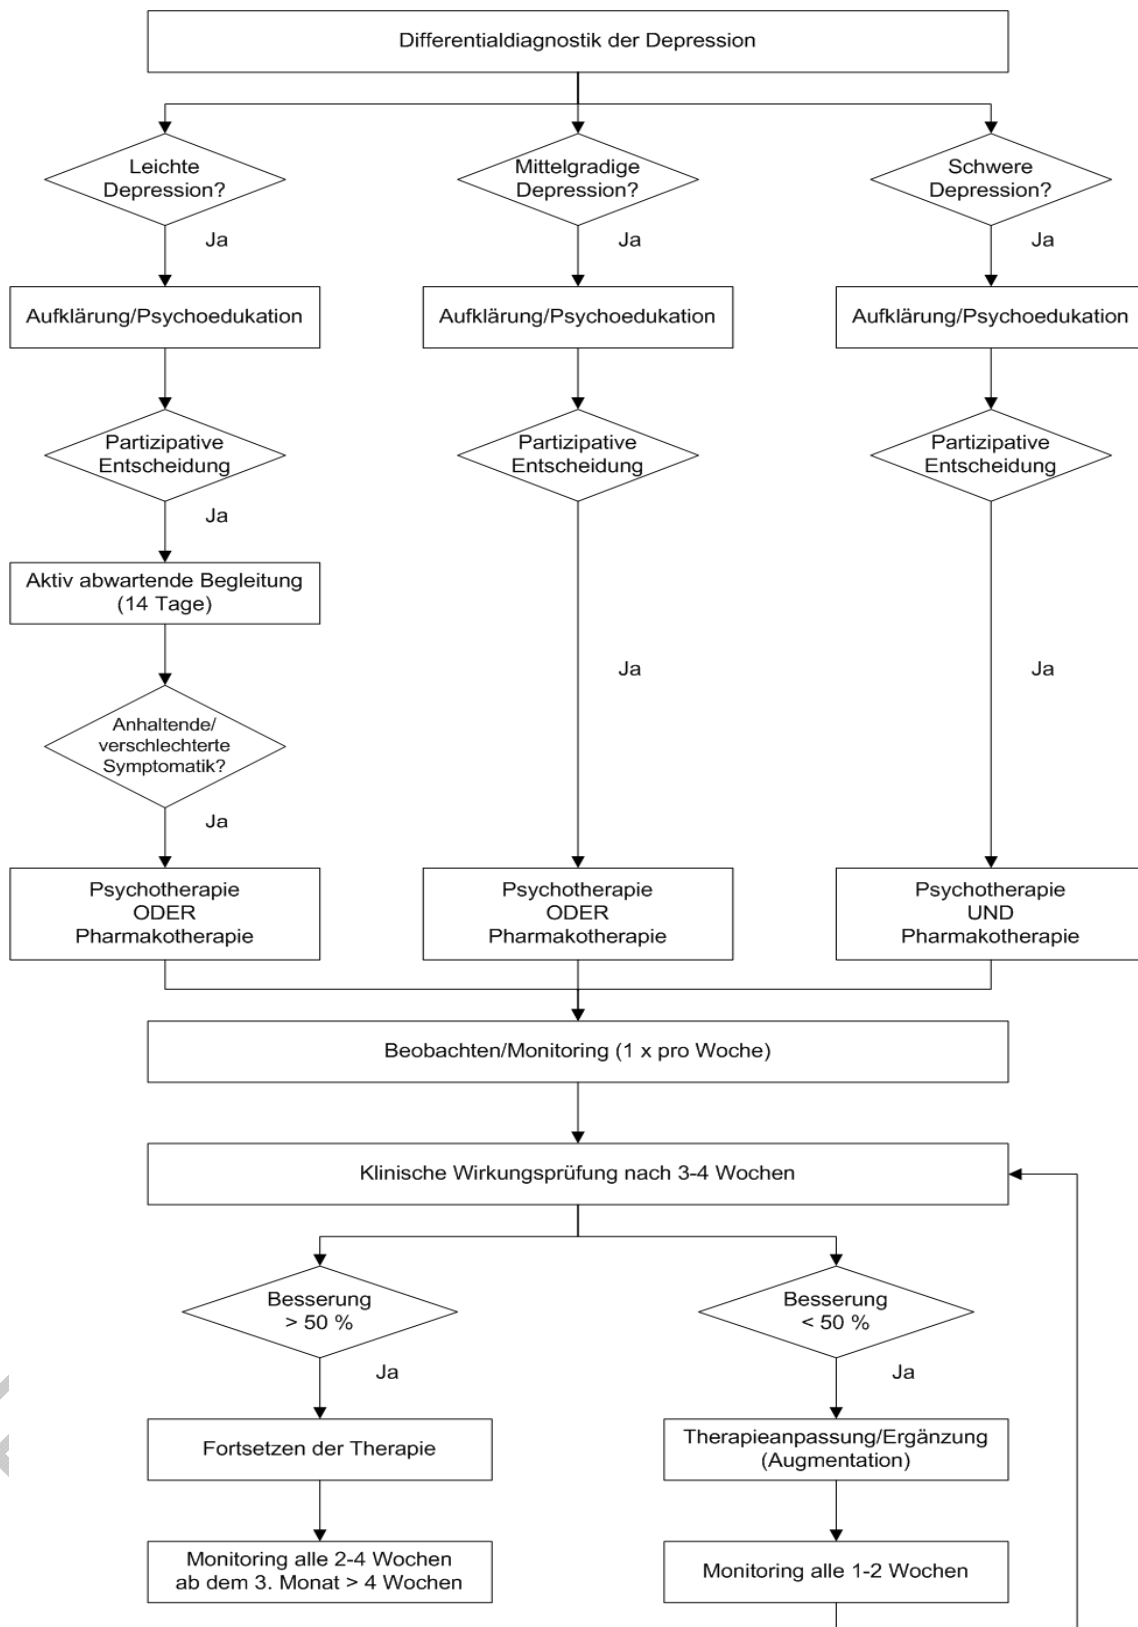 Differentialdiagnostik der Depression
Leichte
Depression?
Mittelgradige
Depression?
Schwere
Depression?
Ja
Ja
Ja
Aufklärung/Psychoedukation
Aufklärung/Psychoedukation
Aufklärung/Psychoedukation
Partizipative
Entscheidung
Partizipative
Entscheidung
Partizipative
Entscheidung
Ja
Aktiv abwartende Begleitung
(14 Tage)
Ja
Ja
Anhaltende/
verschlechterte
Symptomatik?
Ja
Psychotherapie
ODER
Pharmakotherapie
Psychotherapie
ODER
Pharmakotherapie
Psychotherapie
UND
Pharmakotherapie
Beobachten/Monitoring (1 x pro Woche)
Klinische Wirkungsprüfung nach 3-4 Wochen
Besserung
> 50 %
Besserung
< 50 %
Ja
Ja
Fortsetzen der Therapie
Therapieanpassung/Ergänzung
(Augmentation)
Monitoring alle 2-4 Wochen
ab dem 3. Monat > 4 Wochen
Monitoring alle 1-2 Wochen